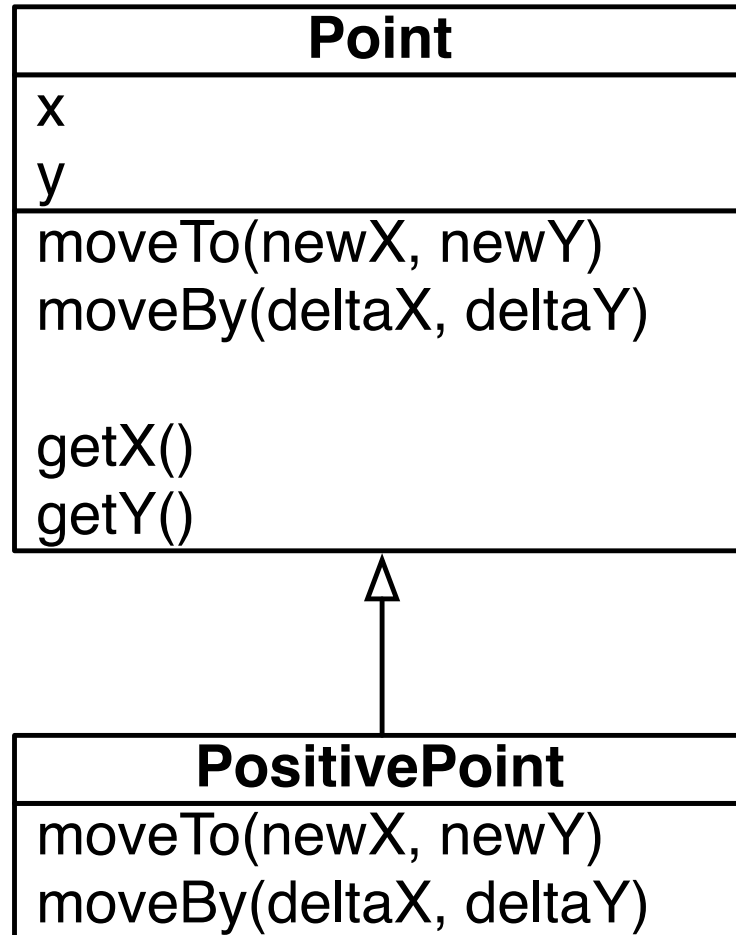 Point
x
y
moveTo(newX, newY)
moveBy(deltaX, deltaY)
getX()
getY()
PositivePoint
moveTo(newX, newY)
moveBy(deltaX, deltaY)